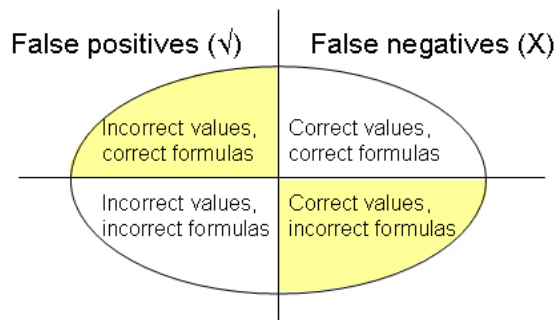 False positives (√)
False negatives (X)
Incorrect values,
correct formulas
Correct values,
correct formulas
Incorrect values,
incorrect formulas
Correct values,
incorrect formulas